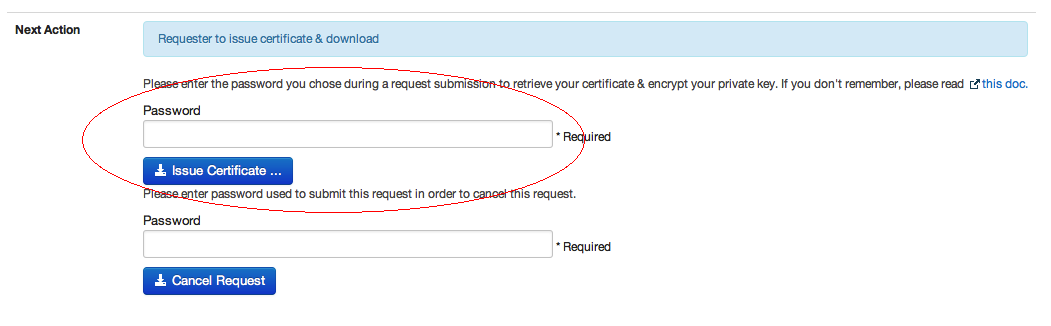 Next Action
Requester to issue certificate & download
Please enter the password you chose during a request submission to retrieve your certificate & encrypt your private key. If you don't remember, please read this doc.
Password
* Required
Issue Certificate ...
Please enter password used to submit this request in order to cancel this request.
Password
* Required
Cancel Request